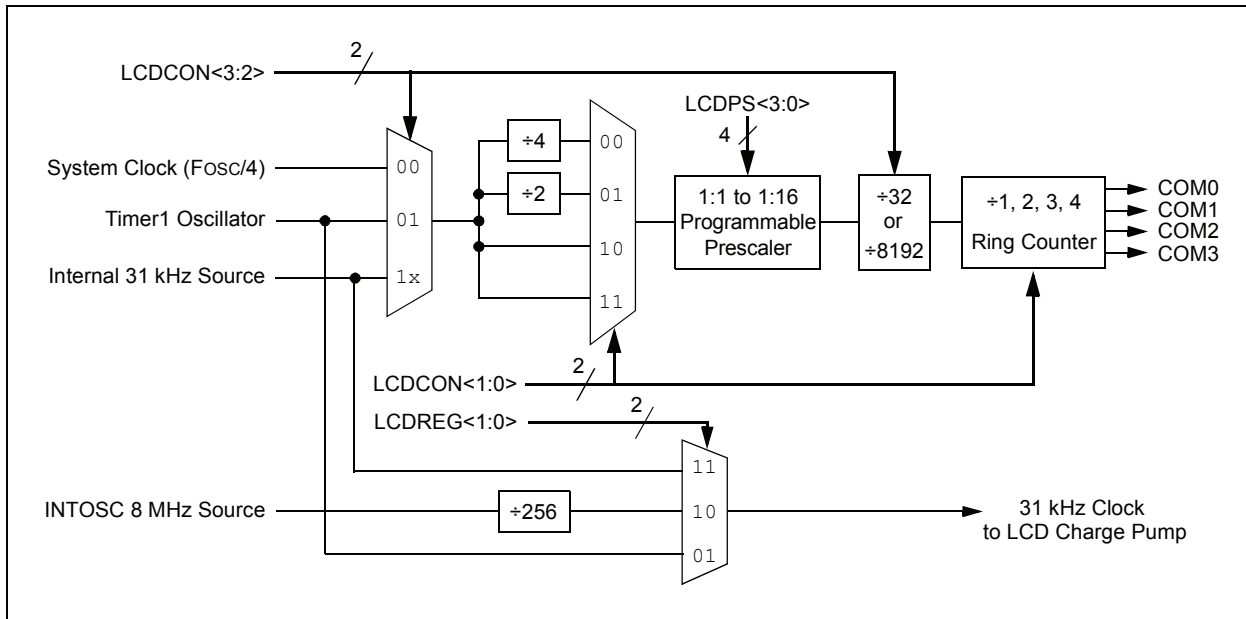 2
LCDCON<3:2>
LCDPS<3:0>
4
System Clock (FOSC/4)
00
÷4
00
÷2
01
Timer1 Oscillator
01
1:1 to 1:16
Programmable
Prescaler
÷32
or
÷8192
÷1, 2, 3, 4
Ring Counter
COM0
COM1
COM2
COM3
10
Internal 31 kHz Source
1x
11
2
LCDCON<1:0>
2
LCDREG<1:0>
11
INTOSC 8 MHz Source
÷256
10
31 kHz Clock
to LCD Charge Pump
01